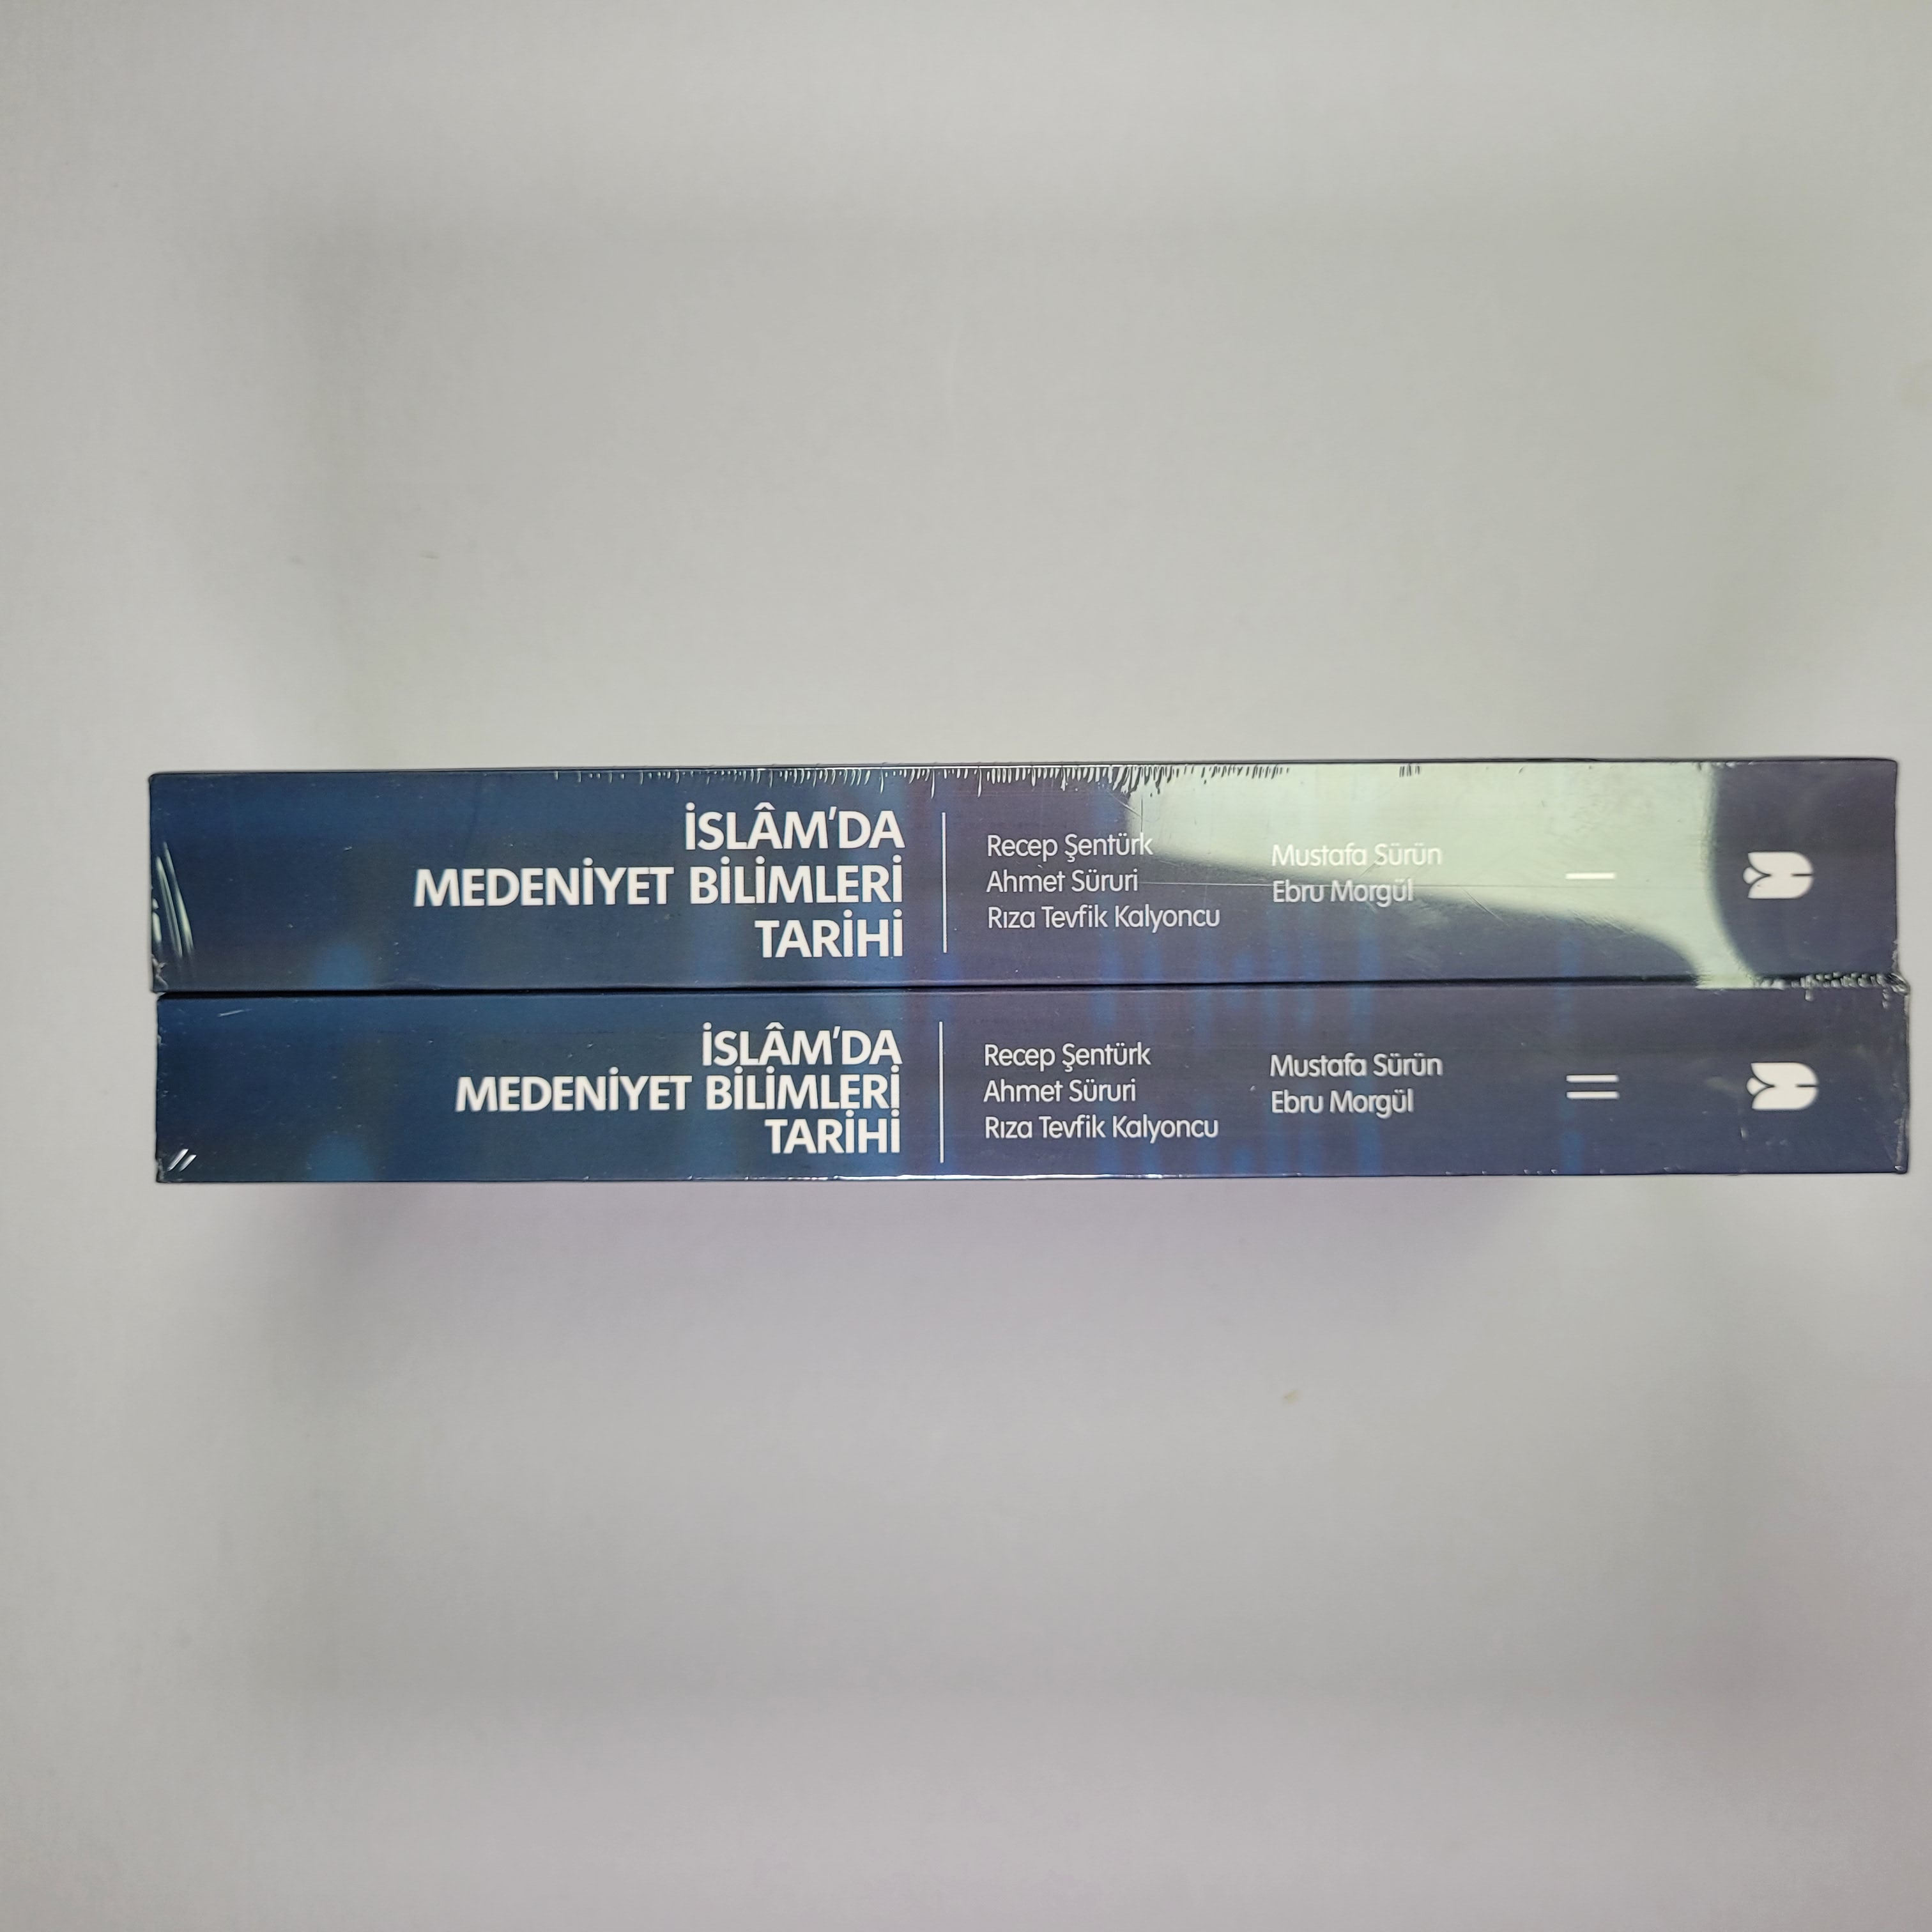 İSLÂM'DA
MEDENİYET BİLİMLERİ
TARİHİ
Recep Şentürk
Ahmet Süruri
Rıza Tevfik Kalyoncu
Mustafa Sürün
Ebru Morgül
I
İSLÂM'DA
MEDENİYET BİLİMLERİ
TARİHİ
Recep Şentürk
Ahmet Süruri
Rıza Tevfik Kalyoncu
Mustafa Sürün
Ebru Morgül
II